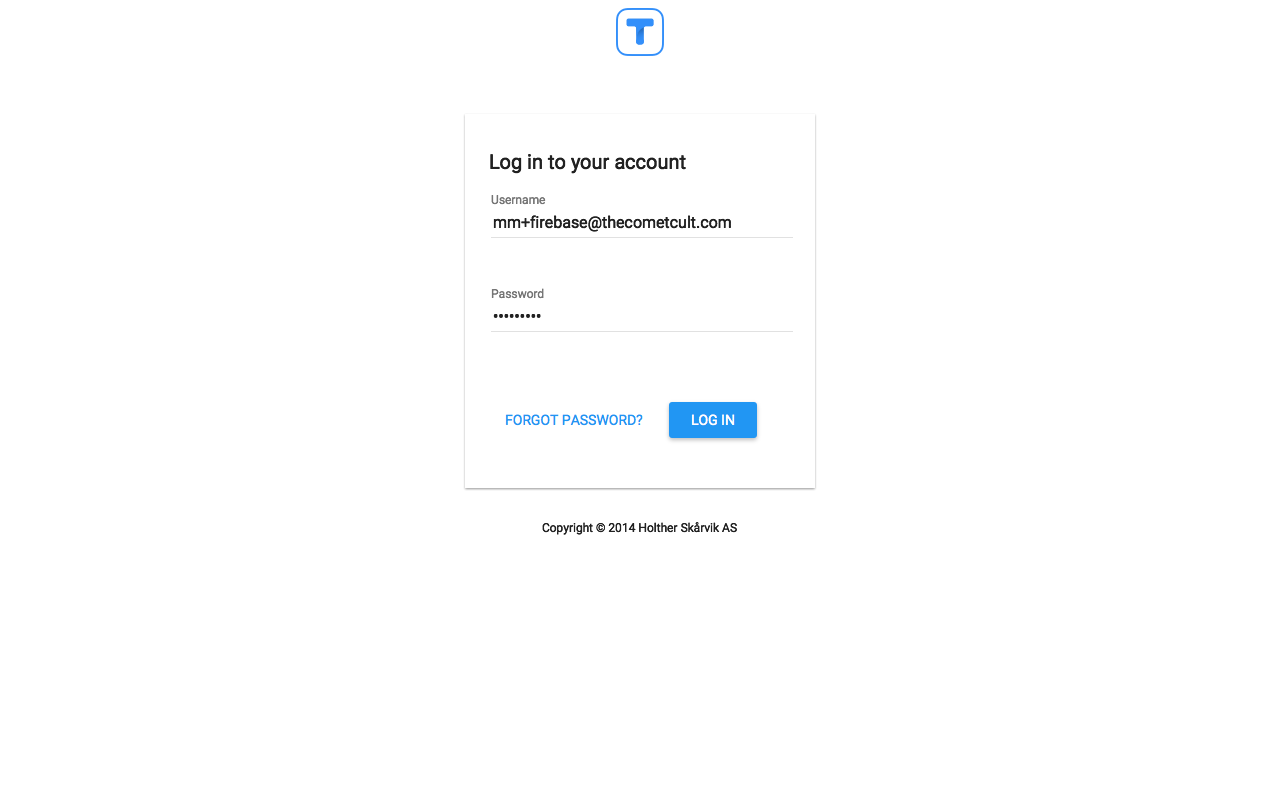 T
Log in to your account
Username
mm+firebase@thecometcult.com
Password
•••••••••
FORGOT PASSWORD? LOG IN
Copyright © 2014 Holther Skårvik AS